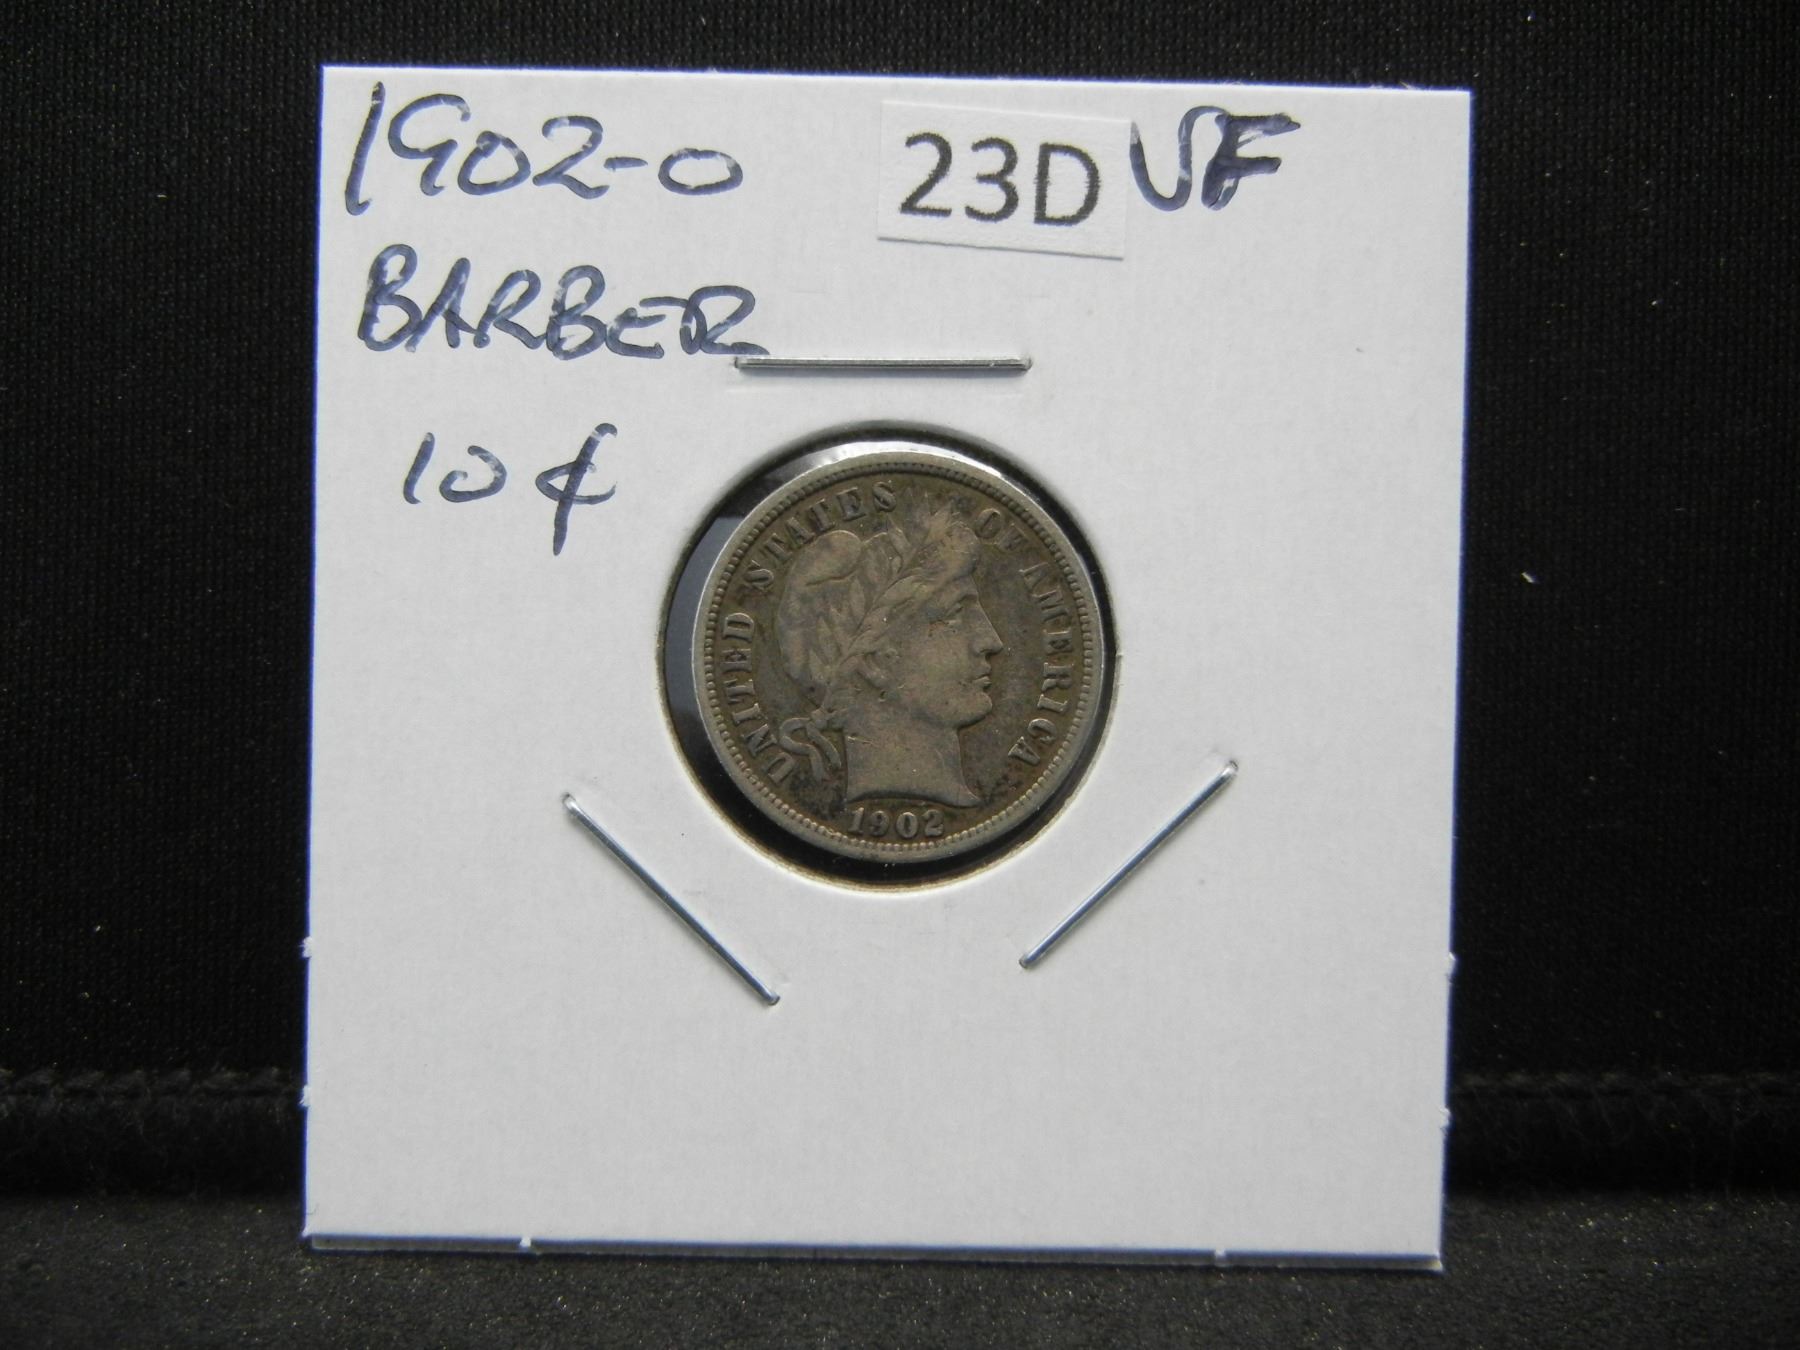 1902-O 23D VF
BARBER
10¢
UNITED STATES OF AMERICA
1902